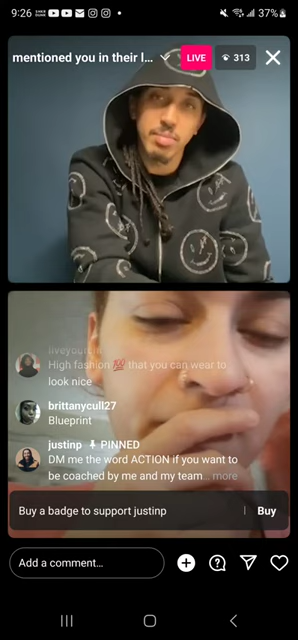 9:26
37%
mentioned you in their l...
LIVE
313
High fashion 💯 that you can wear to
look nice
brittanycull27
Blueprint
justinp PINNED
DM me the word ACTION if you want to
be coached by me and my team... more
Buy a badge to support justinp
Buy
Add a comment...